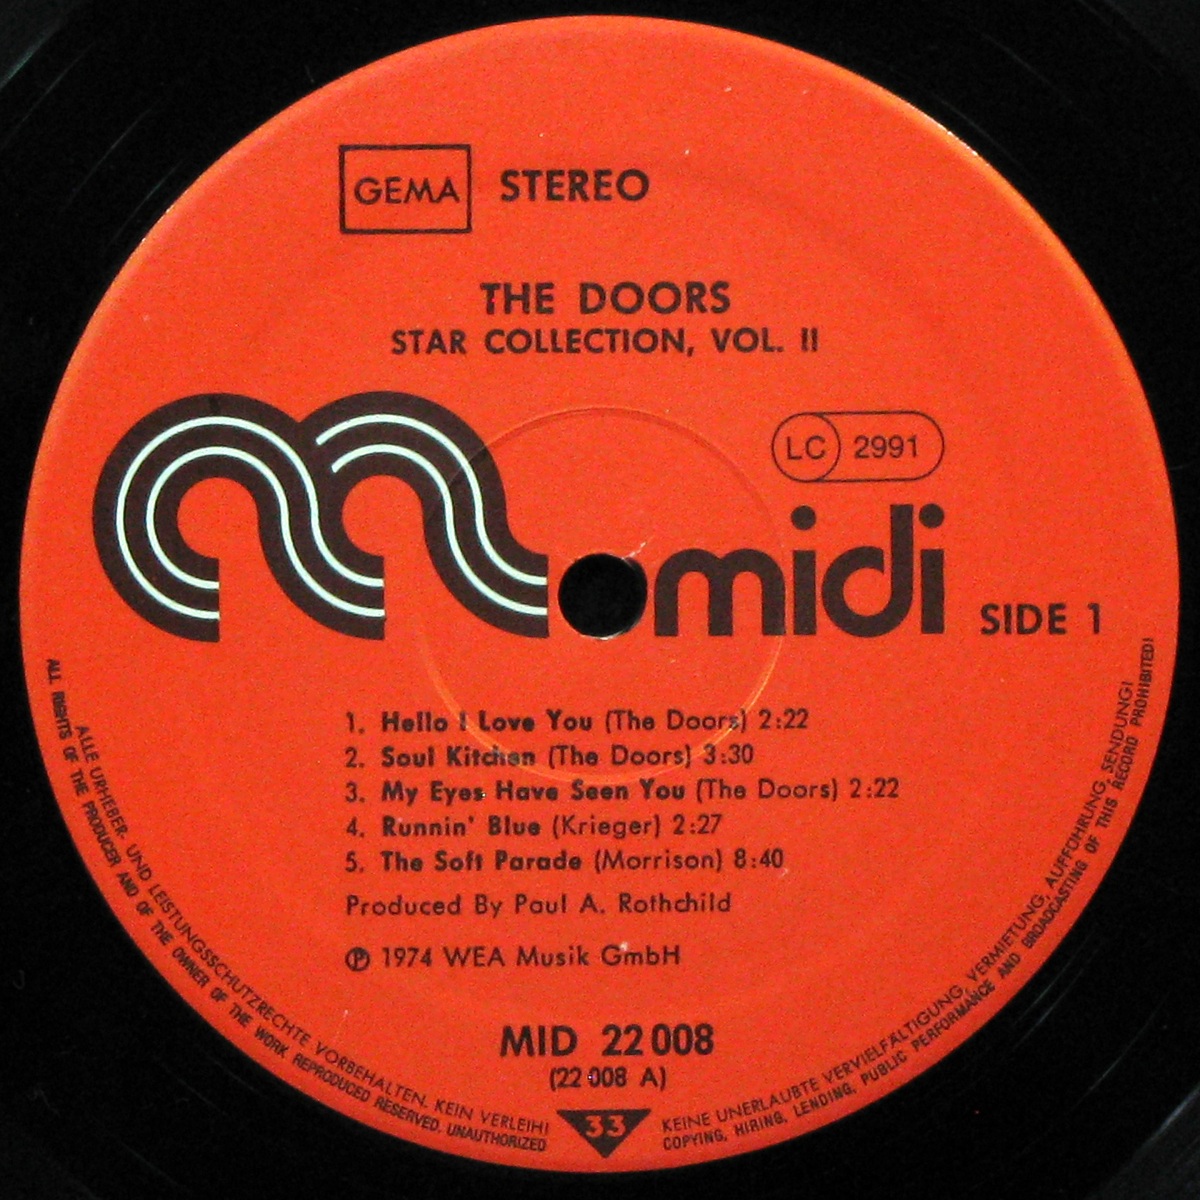 GEMA STEREO
THE DOORS
STAR COLLECTION, VOL. II
LC 2991
midi SIDE 1
1. Hello I Love You (The Doors) 2:22
2. Soul Kitchen (The Doors) 3:30
3. My Eyes Have Seen You (The Doors) 2:22
4. Runnin' Blue (Krieger) 2:27
5. The Soft Parade (Morrison) 8:40
Produced By Paul A. Rothchild
℗ 1974 WEA Musik GmbH
MID 22 008
(22 008 A)
33
ALLE URHEBER- UND LEISTUNGSSCHUTZRECHTE VORBEHALTEN. KEIN VERLEIH! KEINE UNERLAUBTE VERVIELFÄLTIGUNG, VERMIETUNG, AUFFÜHRUNG, SENDUNG!
ALL RIGHTS OF THE PRODUCER AND OF THE OWNER OF THE WORK REPRODUCED RESERVED. UNAUTHORIZED COPYING, HIRING, LENDING, PUBLIC PERFORMANCE AND BROADCASTING OF THIS RECORD PROHIBITED!